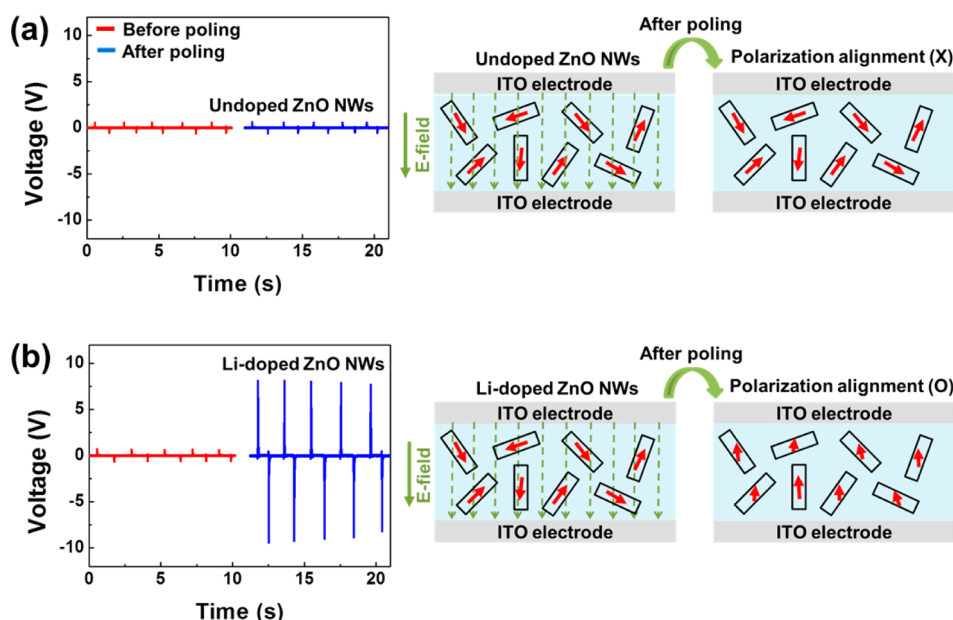 (a)
Voltage (V)
10
5
0
-5
-10
Before poling
After poling
Undoped ZnO NWs
0
5
10
15
20
Time (s)
After poling
Undoped ZnO NWs
Polarization alignment (X)
ITO electrode
ITO electrode
E-field
ITO electrode
ITO electrode
(b)
Voltage (V)
10
5
0
-5
-10
Li-doped ZnO NWs
0
5
10
15
20
Time (s)
After poling
Li-doped ZnO NWs
Polarization alignment (O)
ITO electrode
ITO electrode
E-field
ITO electrode
ITO electrode